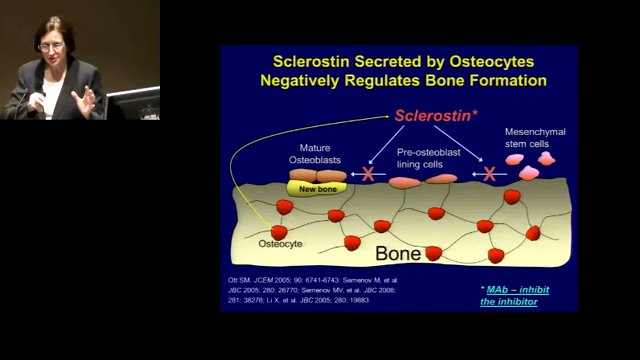 Sclerostin Secreted by Osteocytes
Negatively Regulates Bone Formation
Sclerostin*
Mesenchymal
stem cells
Mature
Osteoblasts
Pre-osteoblast
lining cells
X
X
New bone
Osteocyte
Bone
Ott SM. JCEM 2005; 90: 6741-6743; Semenov M, et al.
JBC 2005; 280: 26770; Semenov MV, et al. JBC 2006;
281: 38276; Li X, et al. JBC 2005; 280: 19883
* MAb – inhibit
the inhibitor